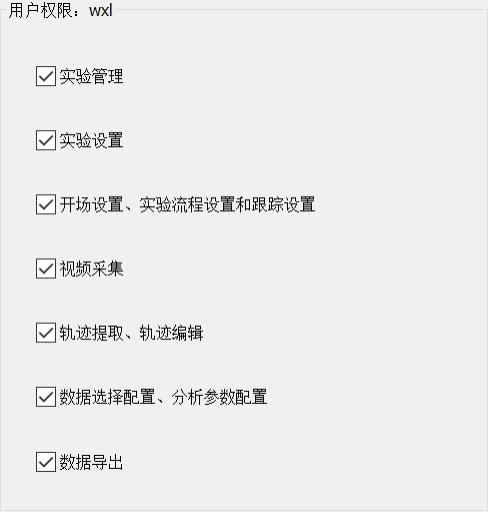 用户权限：wxl
实验管理
实验设置
开场设置、实验流程设置和跟踪设置
视频采集
轨迹提取、轨迹编辑
数据选择配置、分析参数配置
数据导出